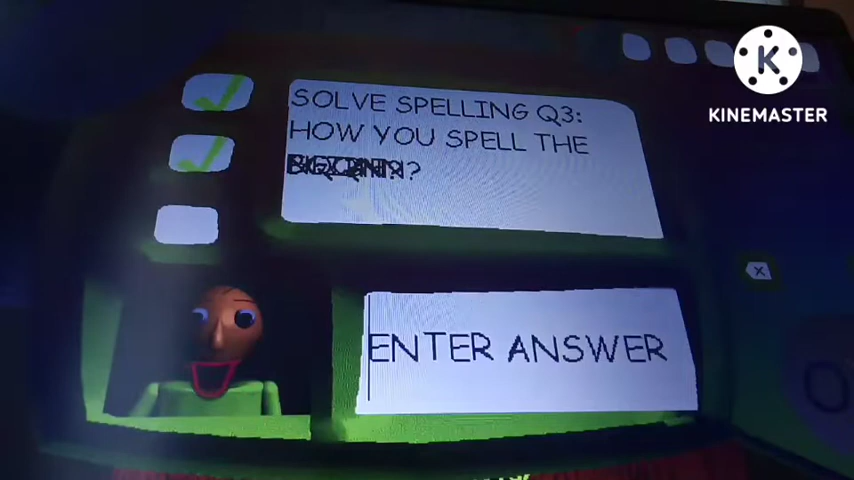 SOLVE SPELLING Q3:
HOW YOU SPELL THE
ENTER ANSWER
KINEMASTER